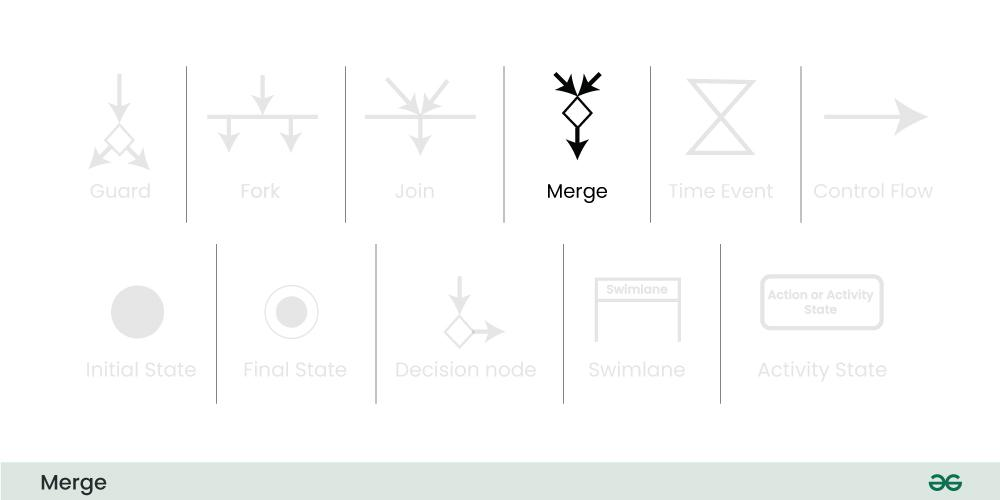 Guard
Fork
Join
Merge
Time Event
Control Flow
Swimlane
Action or Activity
State
Initial State
Final State
Decision node
Swimlane
Activity State
Merge